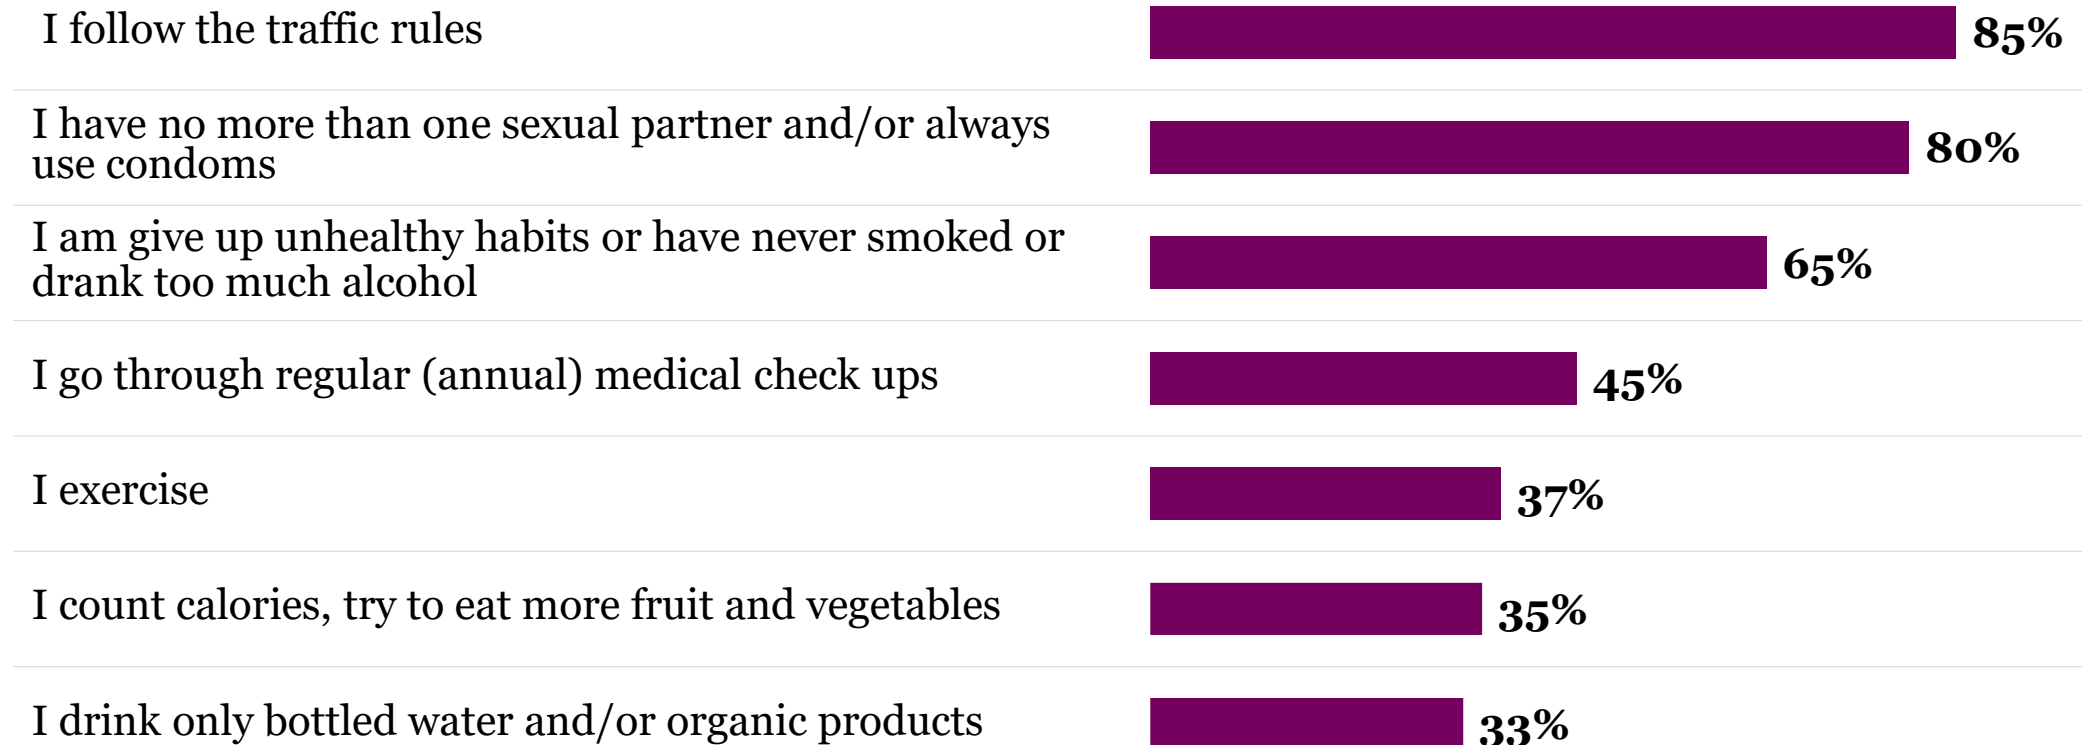 I follow the traffic rules 85%
I have no more than one sexual partner and/or always
use condoms 80%
I am give up unhealthy habits or have never smoked or
drank too much alcohol 65%
I go through regular (annual) medical check ups 45%
I exercise 37%
I count calories, try to eat more fruit and vegetables 35%
I drink only bottled water and/or organic products 33%